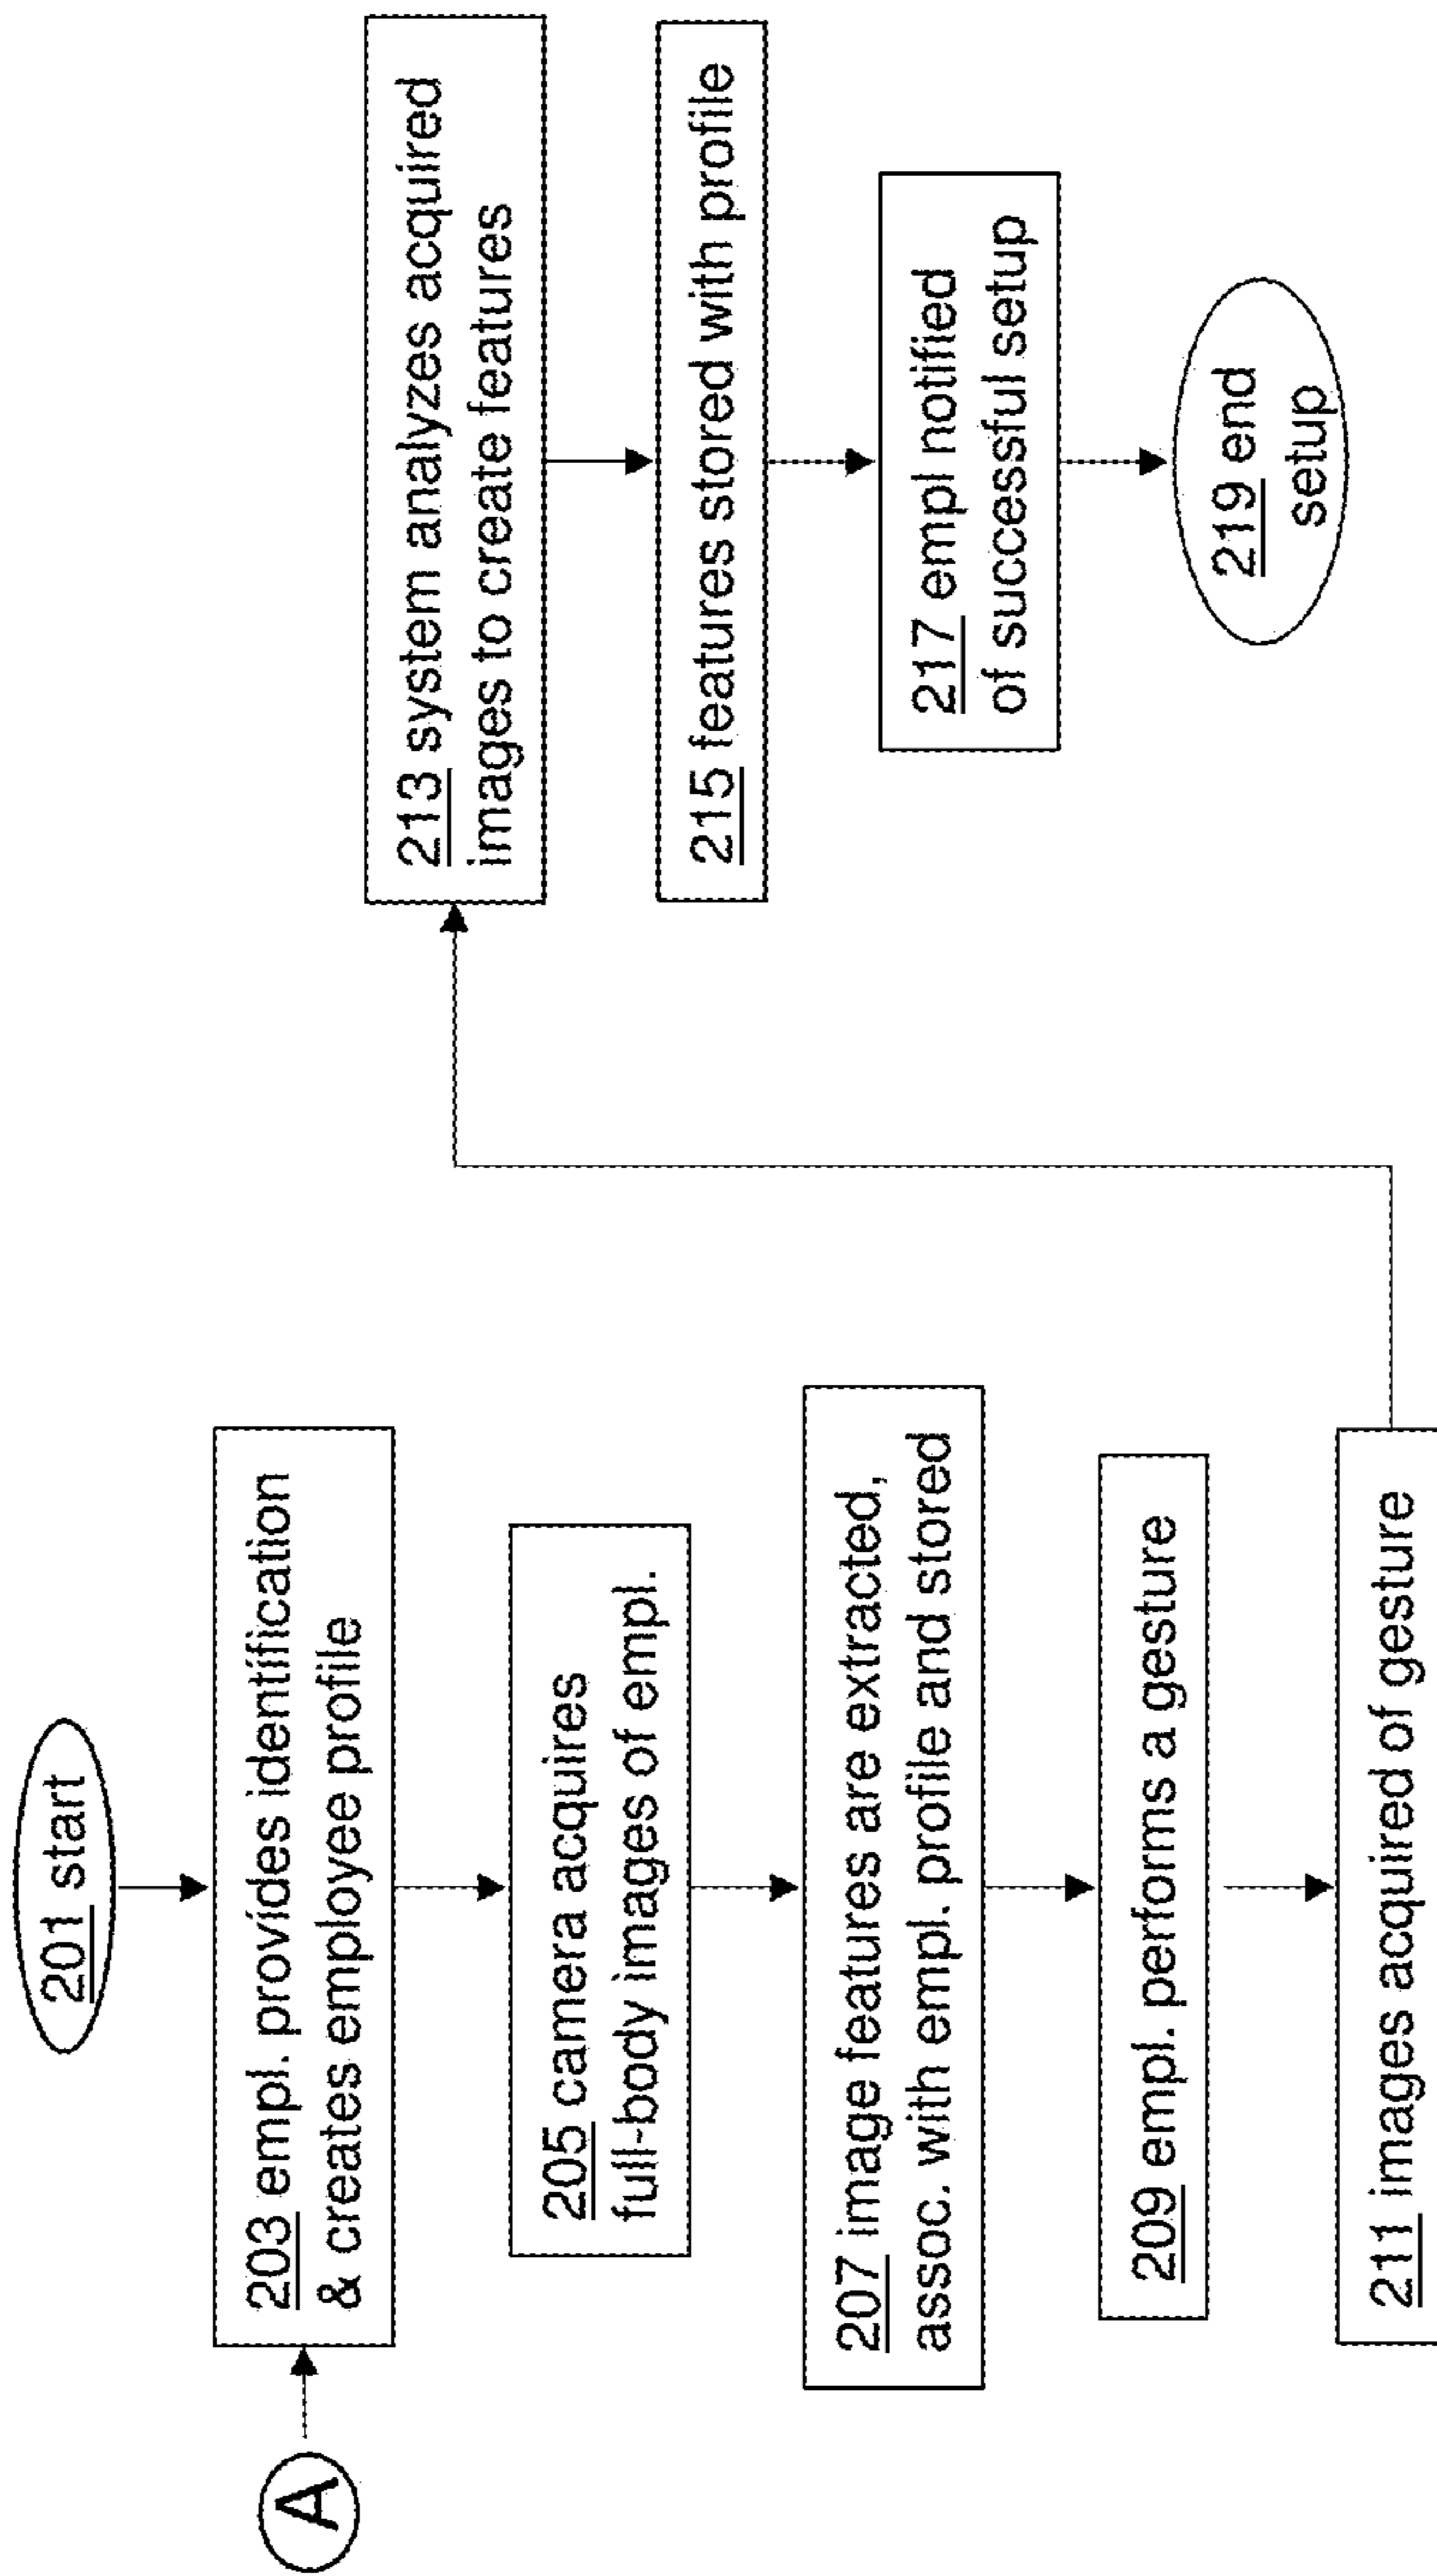 201 start
A
203 empl. provides identification
& creates employee profile
205 camera acquires
full-body images of empl.
207 image features are extracted,
assoc. with empl. profile and stored
209 empl. performs a gesture
211 images acquired of gesture
213 system analyzes acquired
images to create features
215 features stored with profile
217 empl notified
of successful setup
219 end
setup